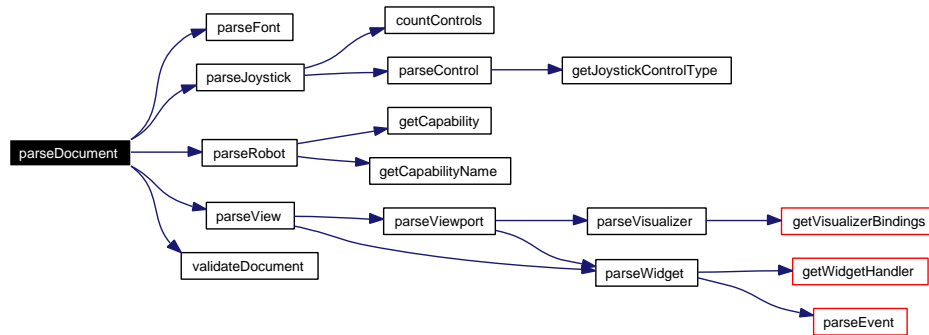 countControls
parseFont
parseJoystick
parseControl
getJoystickControlType
getCapability
parseDocument
parseRobot
getCapabilityName
parseView
parseViewport
parseVisualizer
getVisualizerBindings
validateDocument
parseWidget
getWidgetHandler
parseEvent